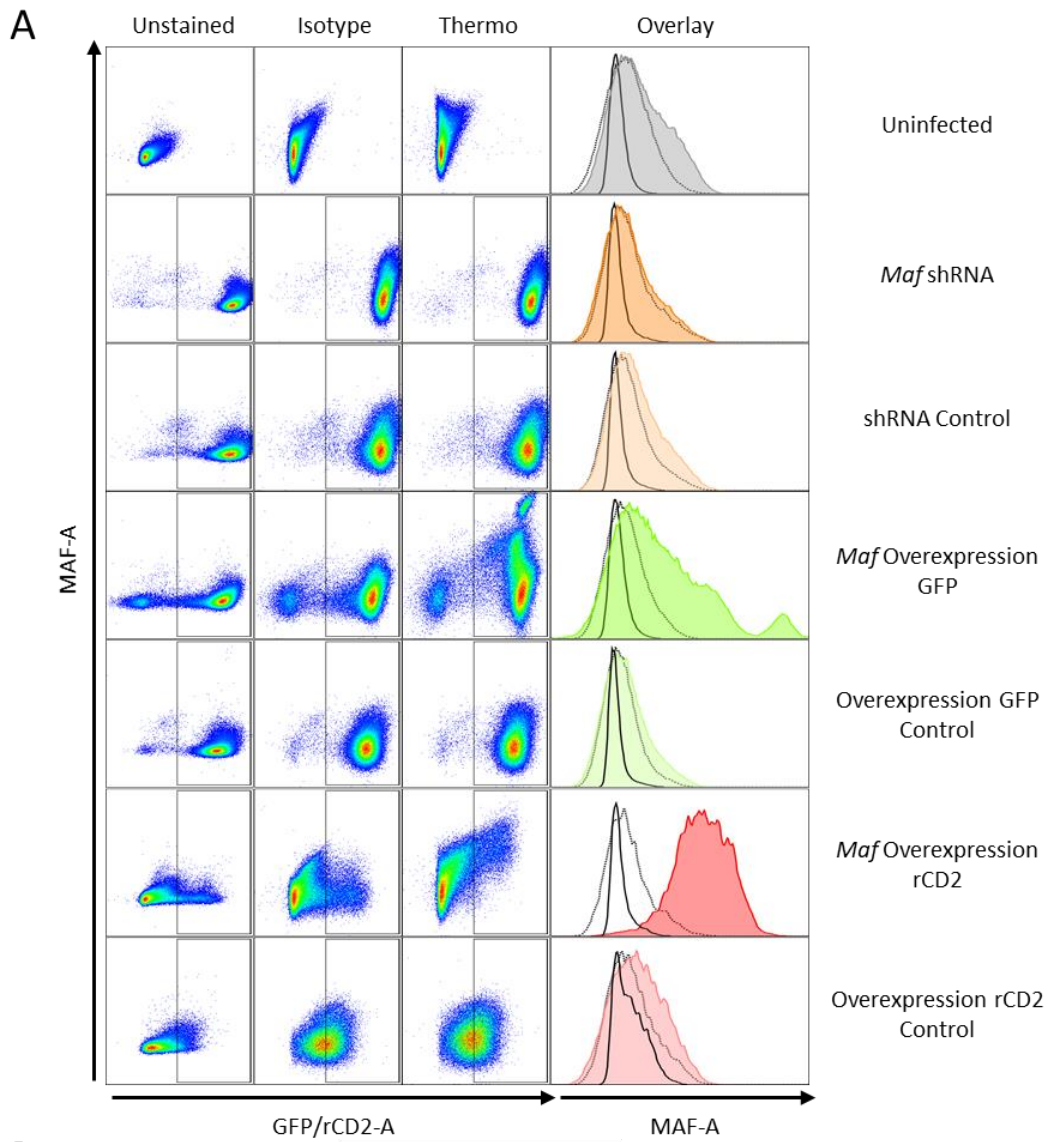 A
Unstained
Isotype
Thermo
Overlay
Uninfected
Maf shRNA
shRNA Control
Maf Overexpression
GFP
Overexpression GFP
Control
Maf Overexpression
rCD2
Overexpression rCD2
Control
MAF-A
GFP/rCD2-A
MAF-A